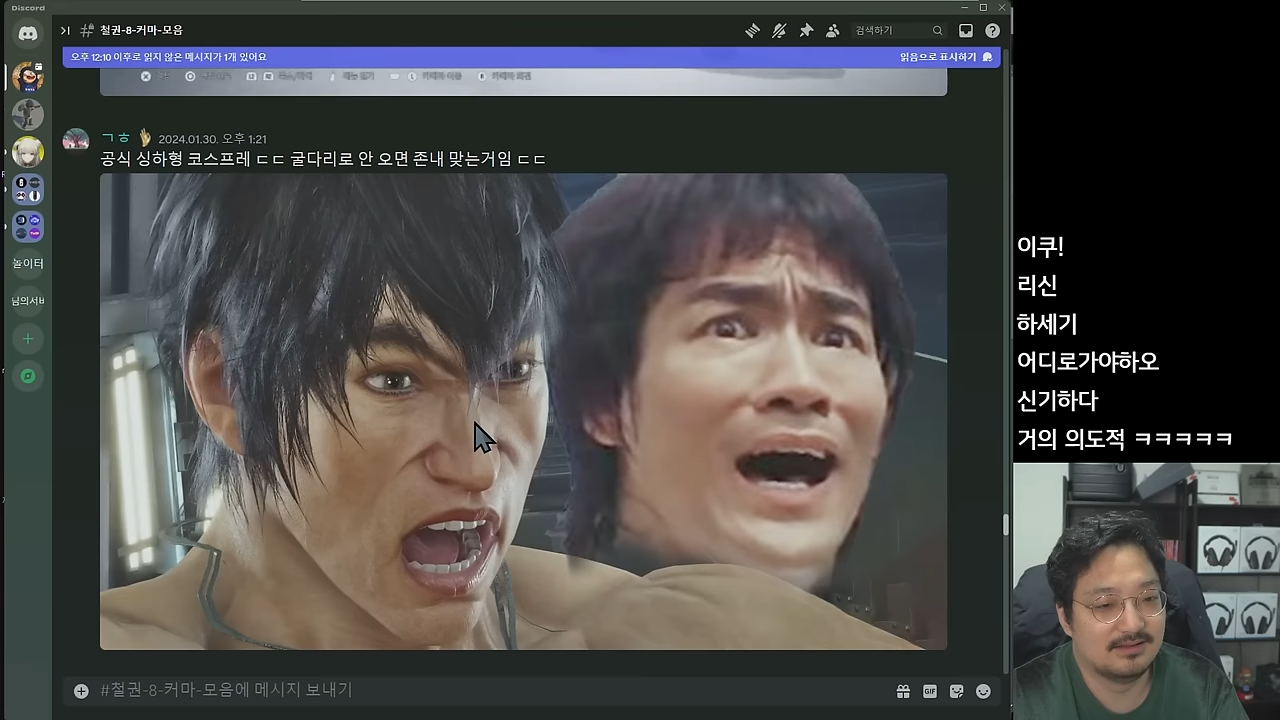 Discord
철권-8-커마-모음
검색하기
오후 12:10 이후로 읽지 않은 메시지가 1개 있어요
읽음으로 표시하기
ㄱㅎ
2024.01.30. 오후 1:21
공식 싱하형 코스프레 ㄷㄷ 굴다리로 안 오면 존내 맞는거임 ㄷㄷ
놀이터
님의서버
#철권-8-커마-모음에 메시지 보내기
GIF
이쿠!
리신
하세기
어디로가야하오
신기하다
거의 의도적 ㅋㅋㅋㅋㅋ